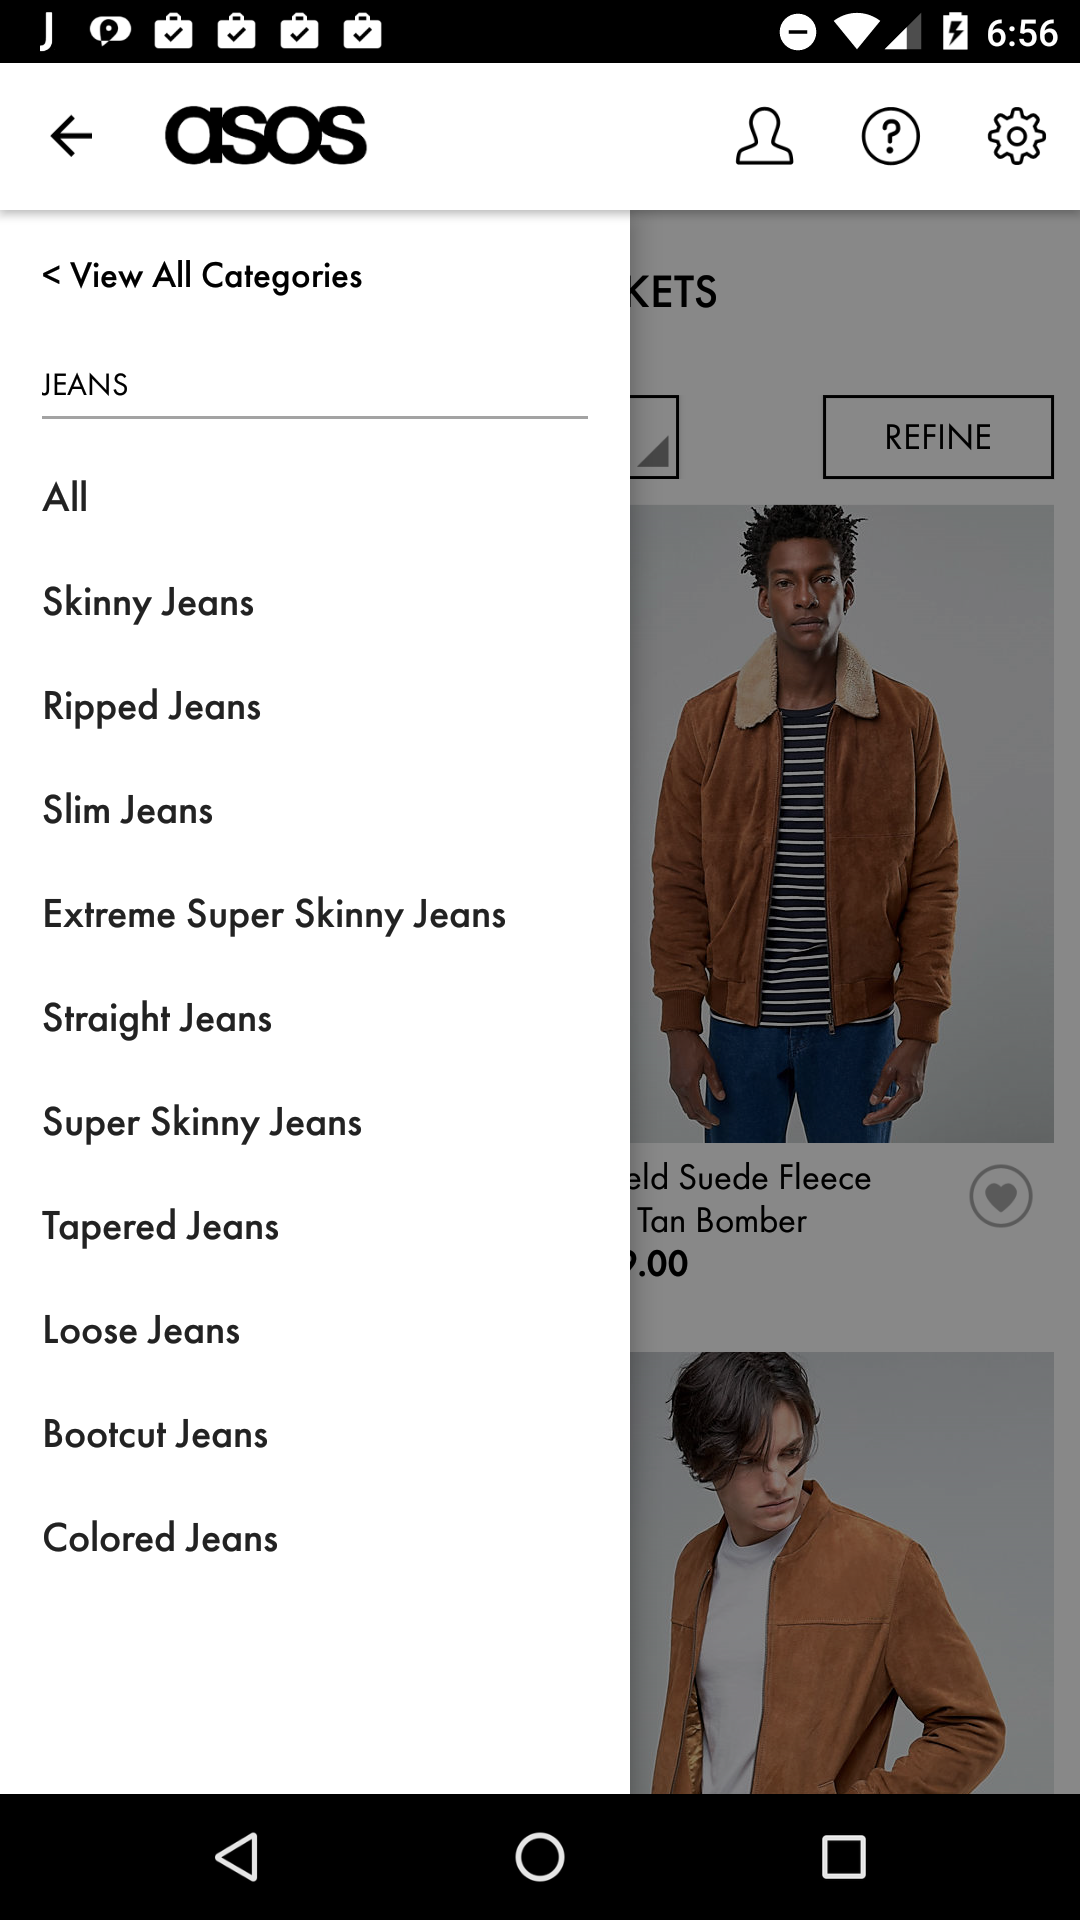 6:56
asos
< View All Categories
JEANS
All
Skinny Jeans
Ripped Jeans
Slim Jeans
Extreme Super Skinny Jeans
Straight Jeans
Super Skinny Jeans
Tapered Jeans
Loose Jeans
Bootcut Jeans
Colored Jeans
KETS
REFINE
eld Suede Fleece
Tan Bomber
9.00